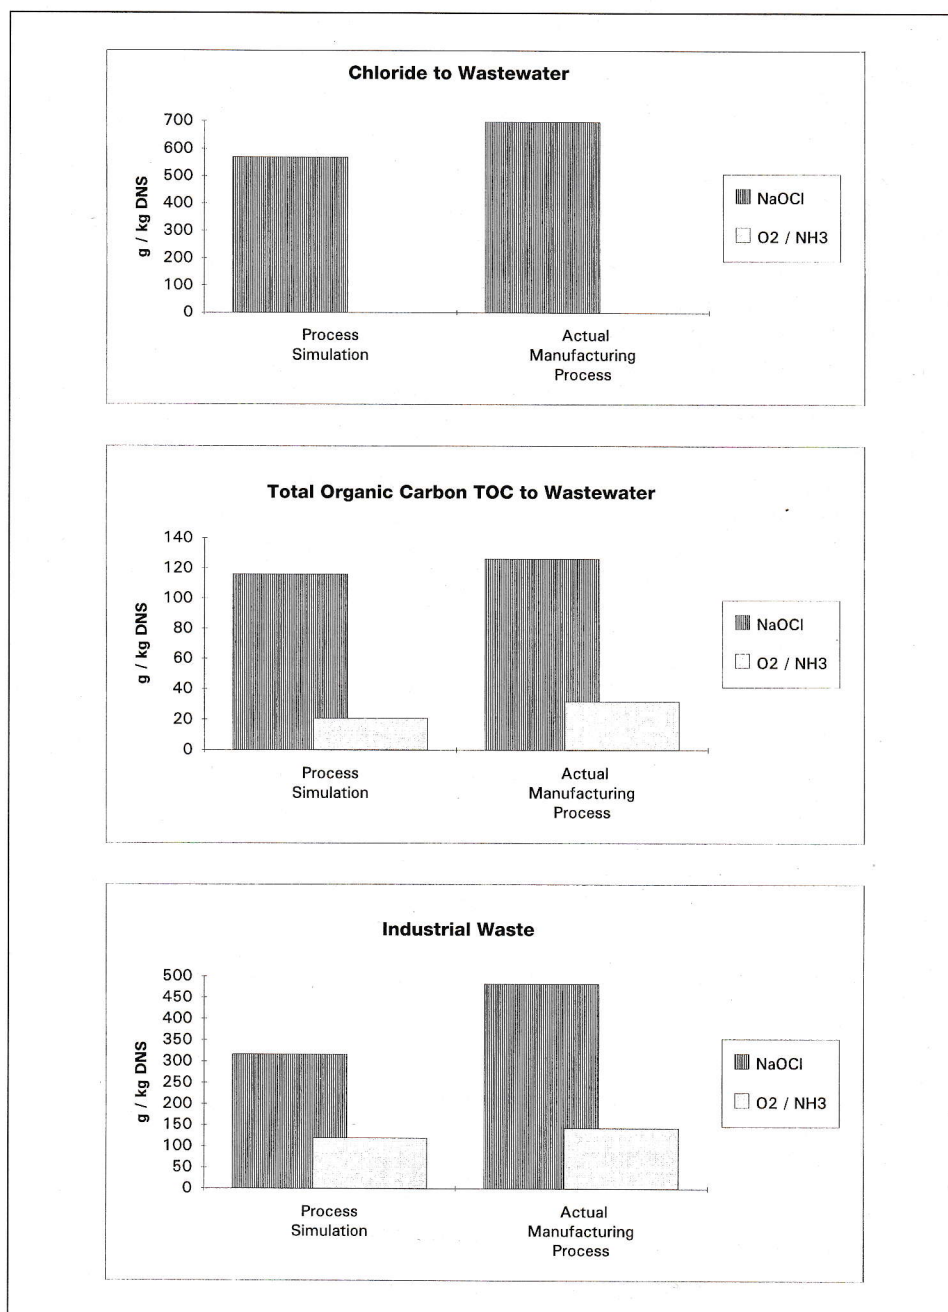 Chloride to Wastewater
g / kg DNS
700
600
500
400
300
200
100
0
Process
Simulation
Actual
Manufacturing
Process
NaOCl
O2 / NH3
Total Organic Carbon TOC to Wastewater
g / kg DNS
140
120
100
80
60
40
20
0
Process
Simulation
Actual
Manufacturing
Process
NaOCl
O2 / NH3
Industrial Waste
g / kg DNS
500
450
400
350
300
250
200
150
100
50
0
Process
Simulation
Actual
Manufacturing
Process
NaOCl
O2 / NH3